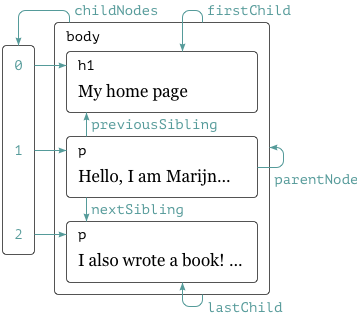 childNodes
firstChild
body
0
h1
My home page
previousSibling
1
p
Hello, I am Marijn...
parentNode
nextSibling
2
p
I also wrote a book! ...
lastChild